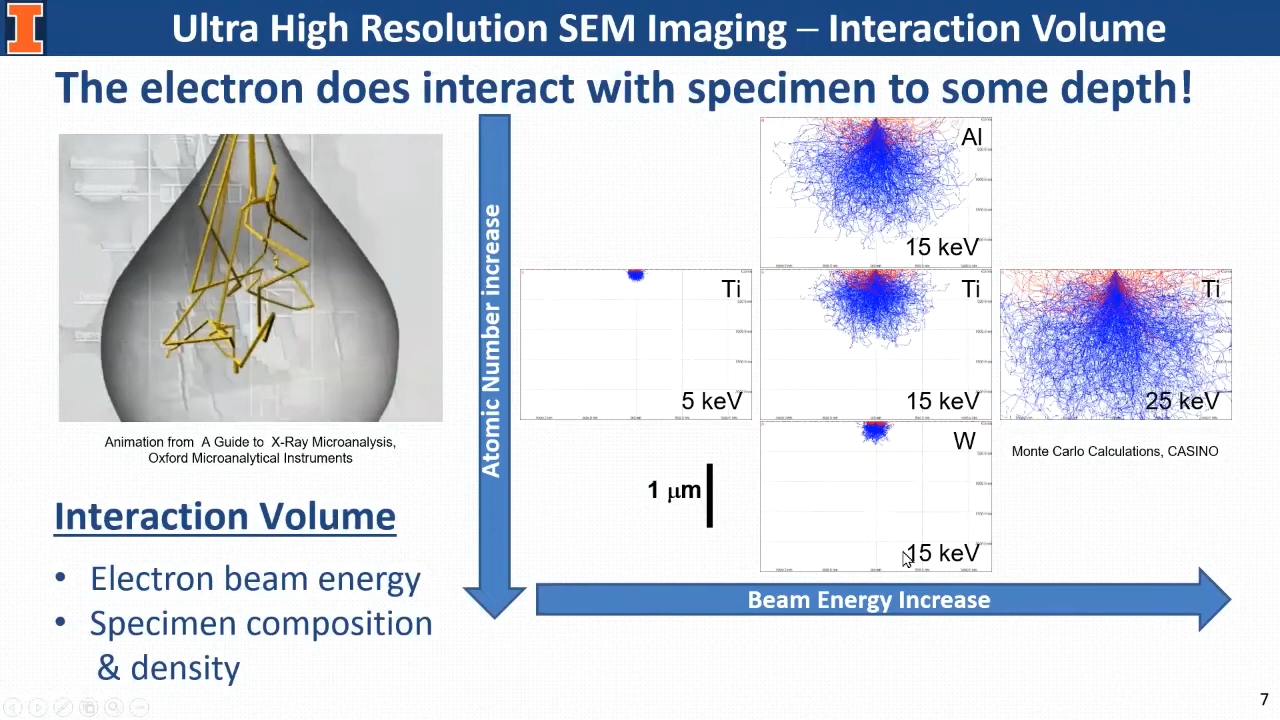 Ultra High Resolution SEM Imaging – Interaction Volume
The electron does interact with specimen to some depth!
Animation from A Guide to X-Ray Microanalysis,
Oxford Microanalytical Instruments
Interaction Volume
• Electron beam energy
• Specimen composition
& density
Atomic Number increase
Al
15 keV
Ti
5 keV
Ti
15 keV
Ti
25 keV
W
15 keV
Monte Carlo Calculations, CASINO
1 μm
Beam Energy Increase
7